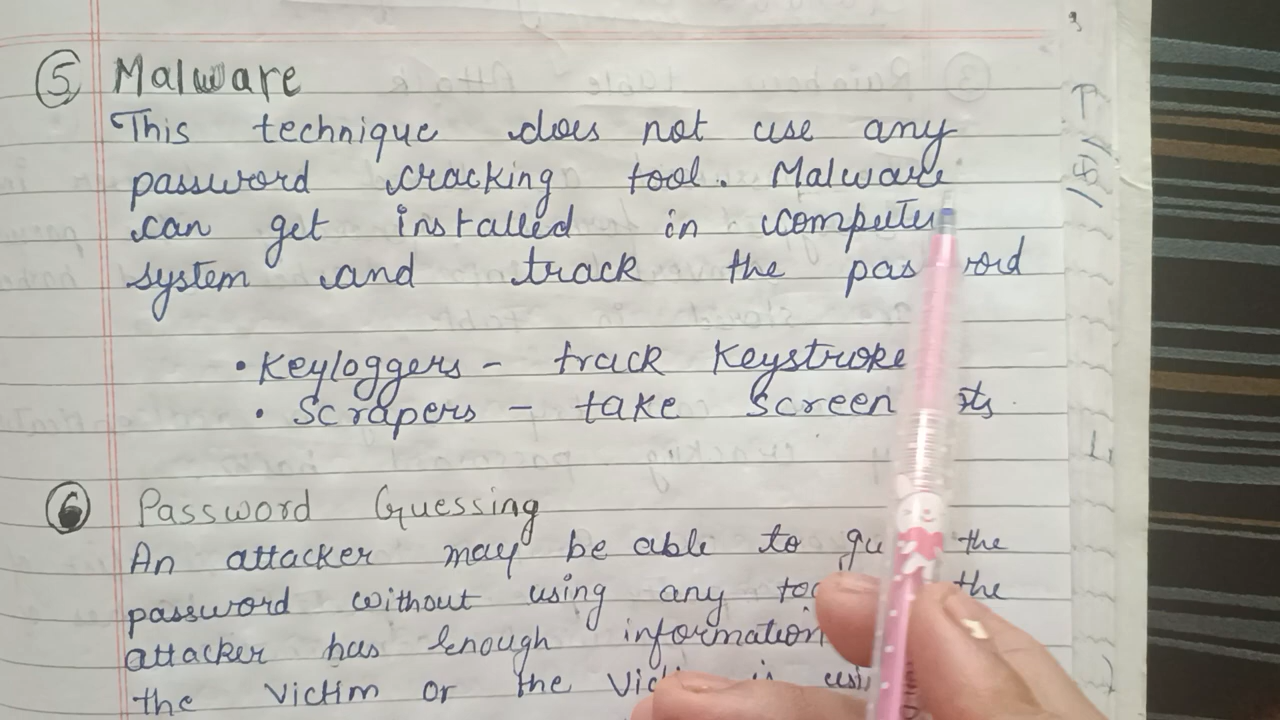 5 Malware
This technique does not use any
password cracking tool. Malware
can get installed in computer
system and track the password
• Keyloggers - track Keystroke
• Scrapers - take Screen
6 Password Guessing
An attacker may be able to the
password without using any the
attacker has enough information
the victim or the